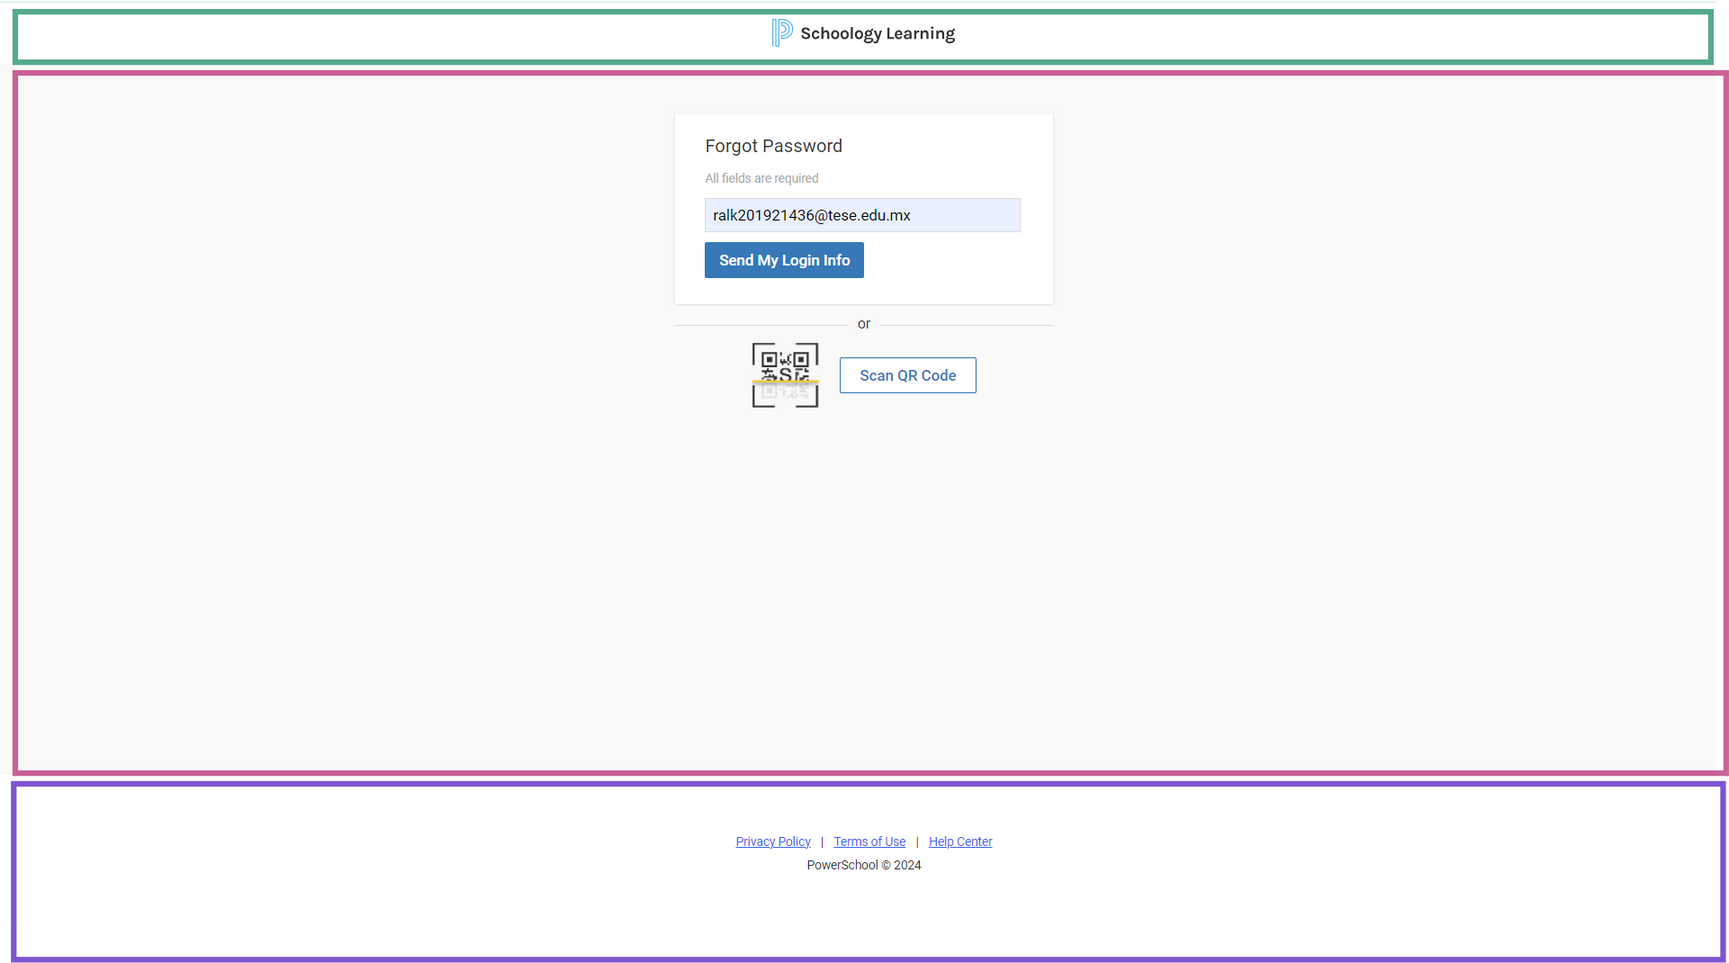 Schoology Learning
Forgot Password
All fields are required
ralk201921436@tese.edu.mx
Send My Login Info
or
S
Scan QR Code
Privacy Policy | Terms of Use | Help Center
PowerSchool © 2024